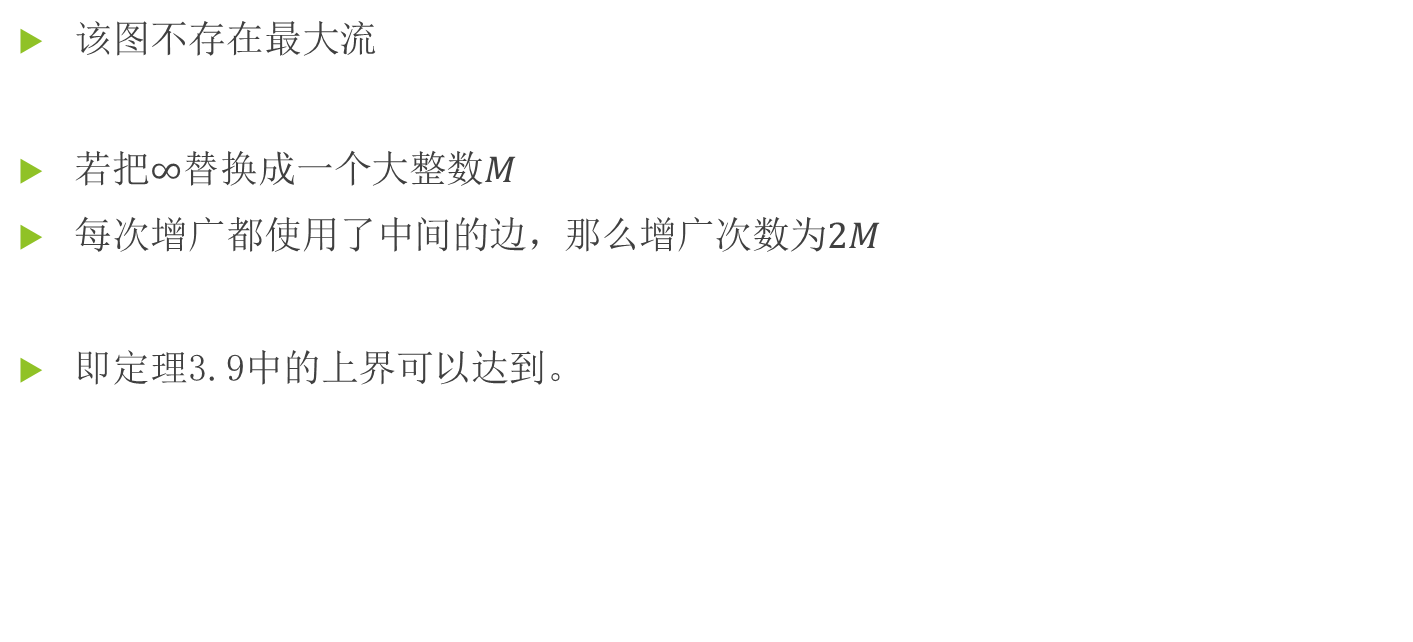 该图不存在最大流
若把∞替换成一个大整数M
每次增广都使用了中间的边，那么增广次数为2M
即定理3.9中的上界可以达到。